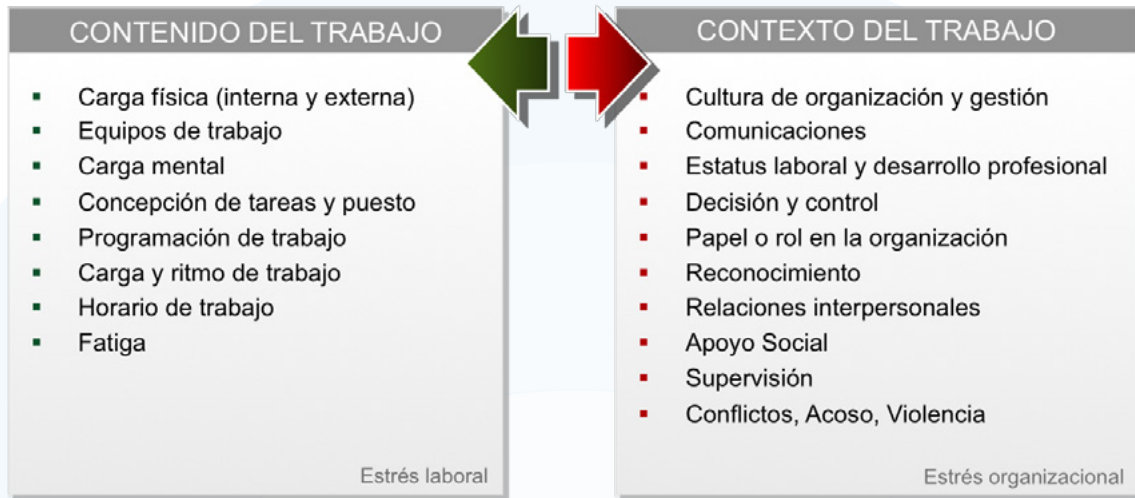 CONTENIDO DEL TRABAJO
▪ Carga física (interna y externa)
▪ Equipos de trabajo
▪ Carga mental
▪ Concepción de tareas y puesto
▪ Programación de trabajo
▪ Carga y ritmo de trabajo
▪ Horario de trabajo
▪ Fatiga
Estrés laboral
CONTEXTO DEL TRABAJO
▪ Cultura de organización y gestión
▪ Comunicaciones
▪ Estatus laboral y desarrollo profesional
▪ Decisión y control
▪ Papel o rol en la organización
▪ Reconocimiento
▪ Relaciones interpersonales
▪ Apoyo Social
▪ Supervisión
▪ Conflictos, Acoso, Violencia
Estrés organizacional